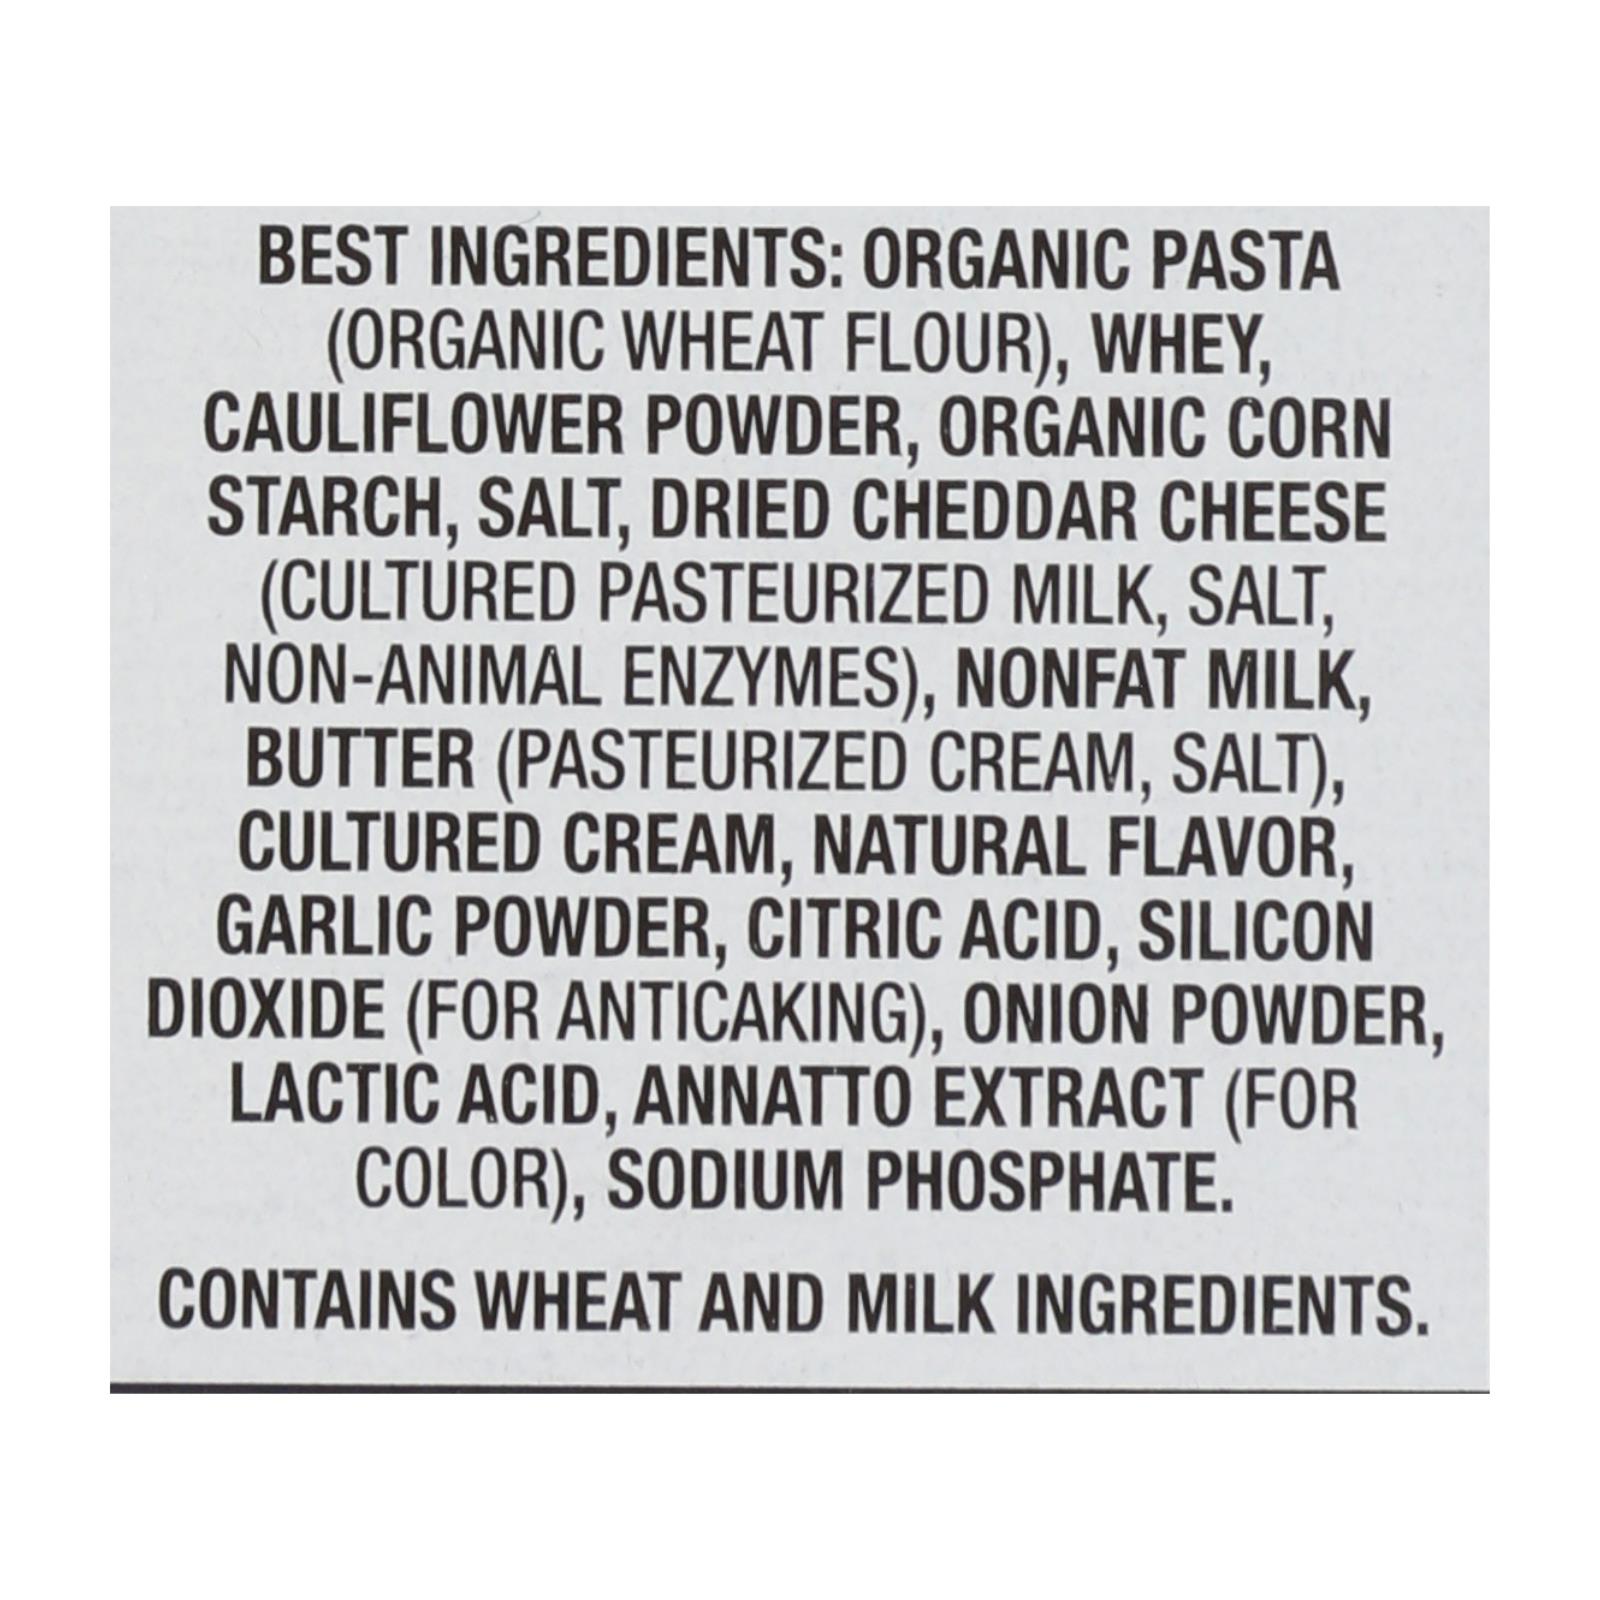 BEST INGREDIENTS: ORGANIC PASTA
(ORGANIC WHEAT FLOUR), WHEY,
CAULIFLOWER POWDER, ORGANIC CORN
STARCH, SALT, DRIED CHEDDAR CHEESE
(CULTURED PASTEURIZED MILK, SALT,
NON-ANIMAL ENZYMES), NONFAT MILK,
BUTTER (PASTEURIZED CREAM, SALT),
CULTURED CREAM, NATURAL FLAVOR,
GARLIC POWDER, CITRIC ACID, SILICON
DIOXIDE (FOR ANTICAKING), ONION POWDER,
LACTIC ACID, ANNATTO EXTRACT (FOR
COLOR), SODIUM PHOSPHATE.
CONTAINS WHEAT AND MILK INGREDIENTS.